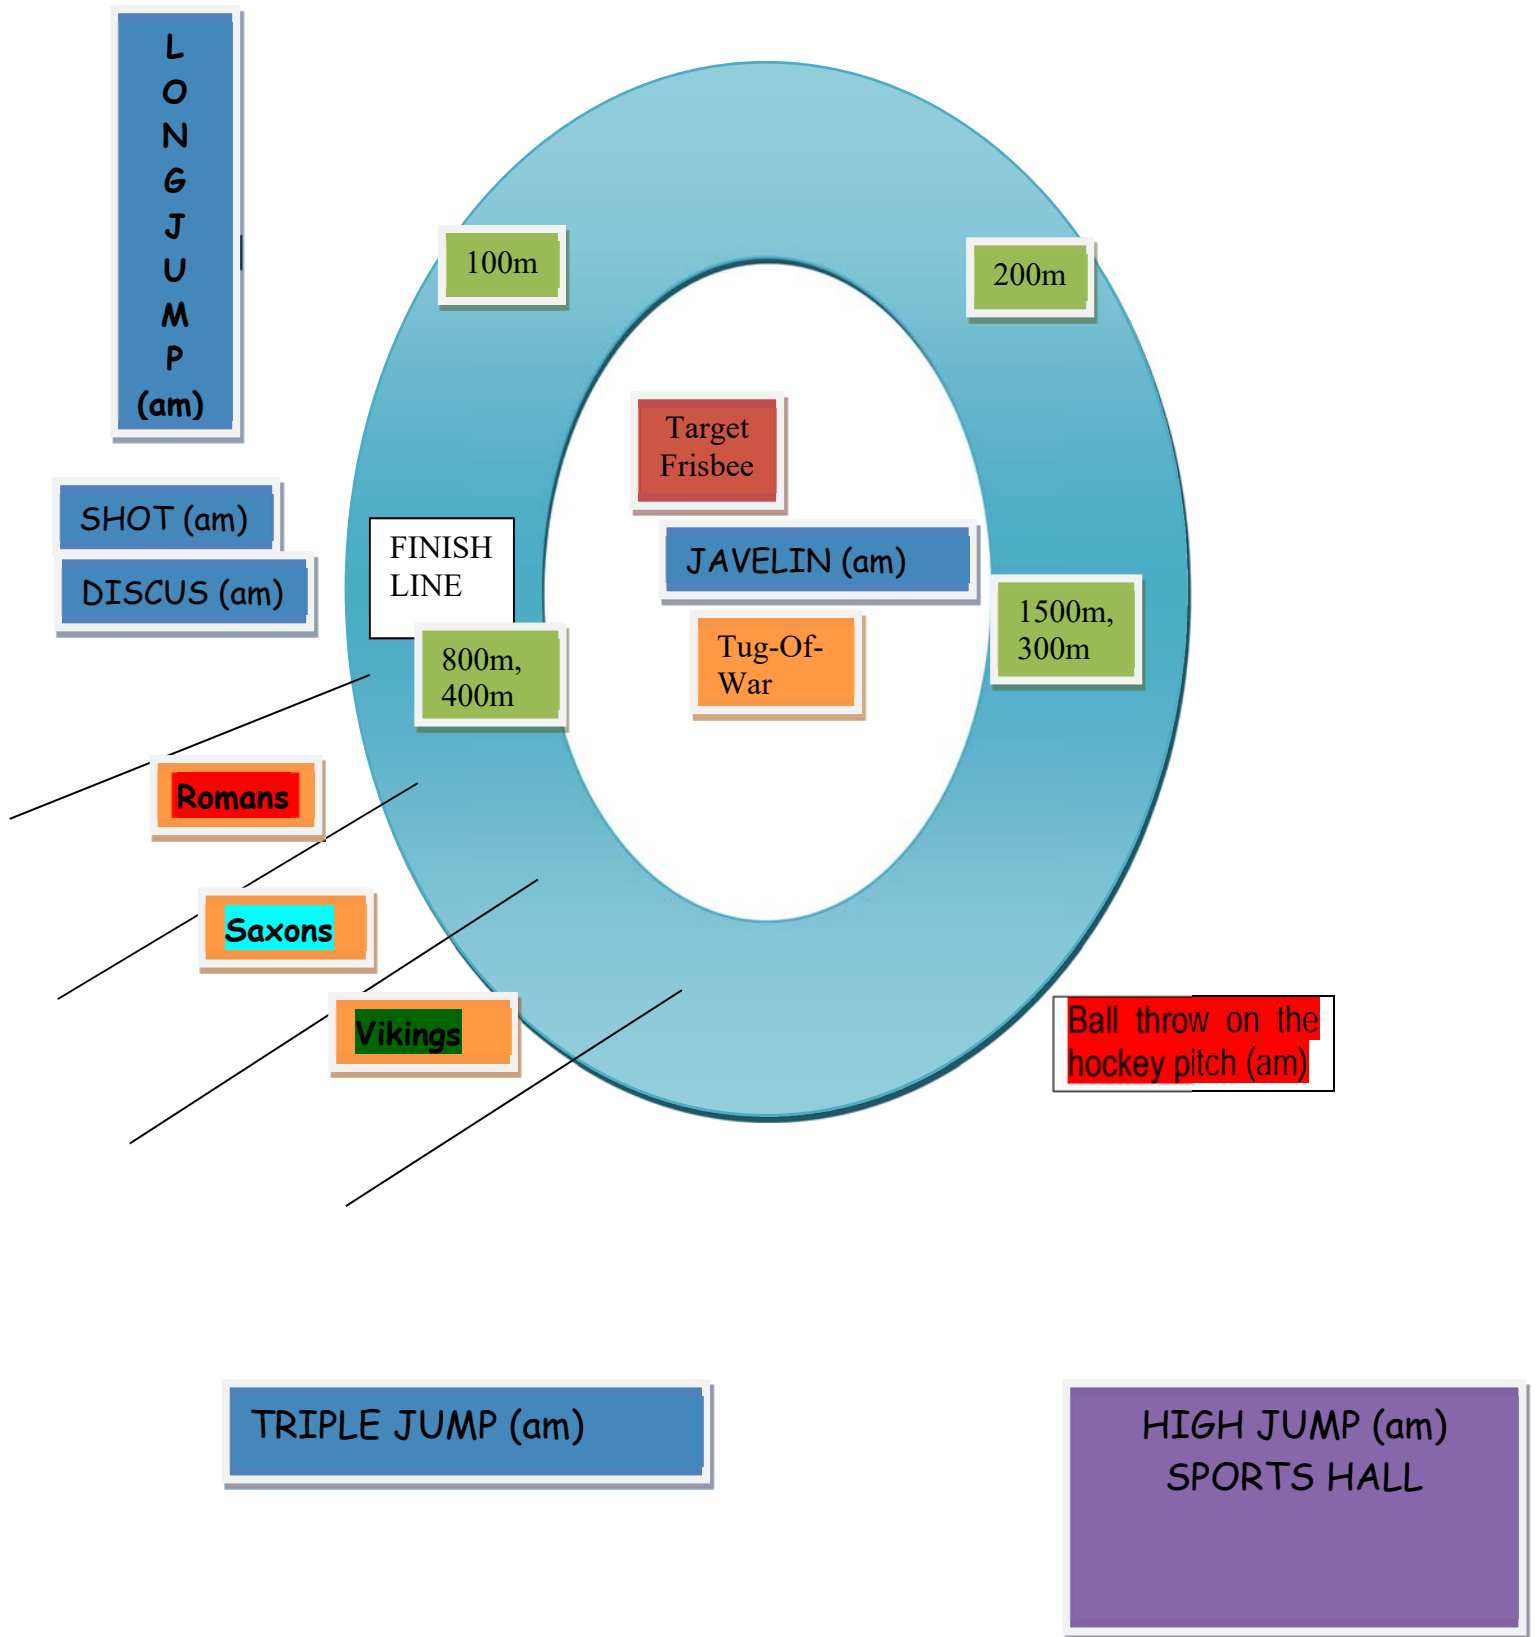 L
O
N
G
J
U
M
P
(am)
100m
200m
Target
Frisbee
SHOT (am)
DISCUS (am)
FINISH
LINE
JAVELIN (am)
800m,
400m
Tug-Of-
War
1500m,
300m
Romans
Saxons
Vikings
Ball throw on the
hockey pitch (am)
TRIPLE JUMP (am)
HIGH JUMP (am)
SPORTS HALL